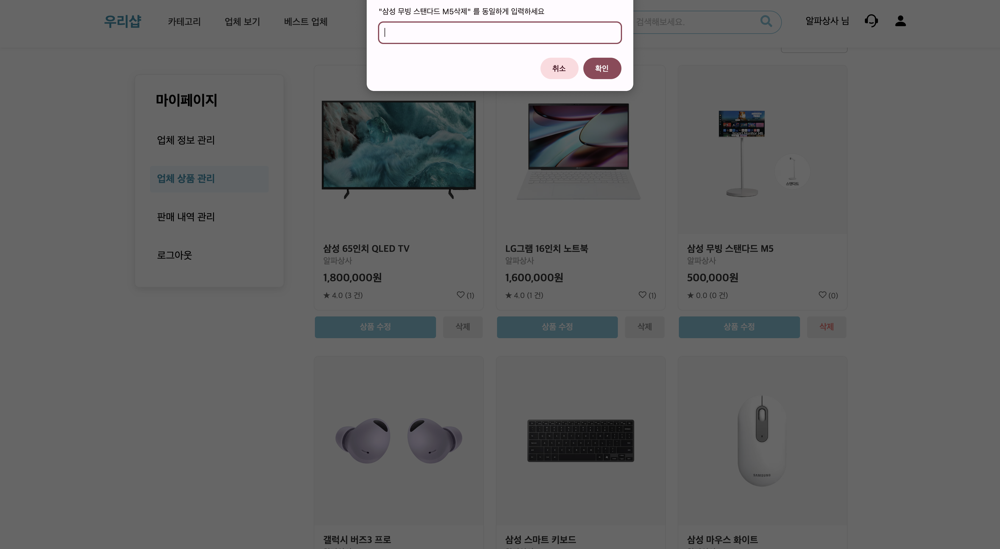 "삼성 무빙 스탠다드 M5삭제" 를 동일하게 입력하세요
취소
확인
우리샵
카테고리
업체 보기
베스트 업체
검색해보세요.
알파상사 님
마이페이지
업체 정보 관리
업체 상품 관리
판매 내역 관리
로그아웃
Smart Monitor M5
스탠다드
삼성 65인치 QLED TV
알파상사
1,800,000원
★ 4.0 (3 건)
(1)
상품 수정
삭제
LG그램 16인치 노트북
알파상사
1,600,000원
★ 4.0 (1 건)
(1)
상품 수정
삭제
삼성 무빙 스탠다드 M5
알파상사
500,000원
★ 0.0 (0 건)
(0)
상품 수정
삭제
갤럭시 버즈3 프로
삼성 스마트 키보드
SAMSUNG
삼성 마우스 화이트